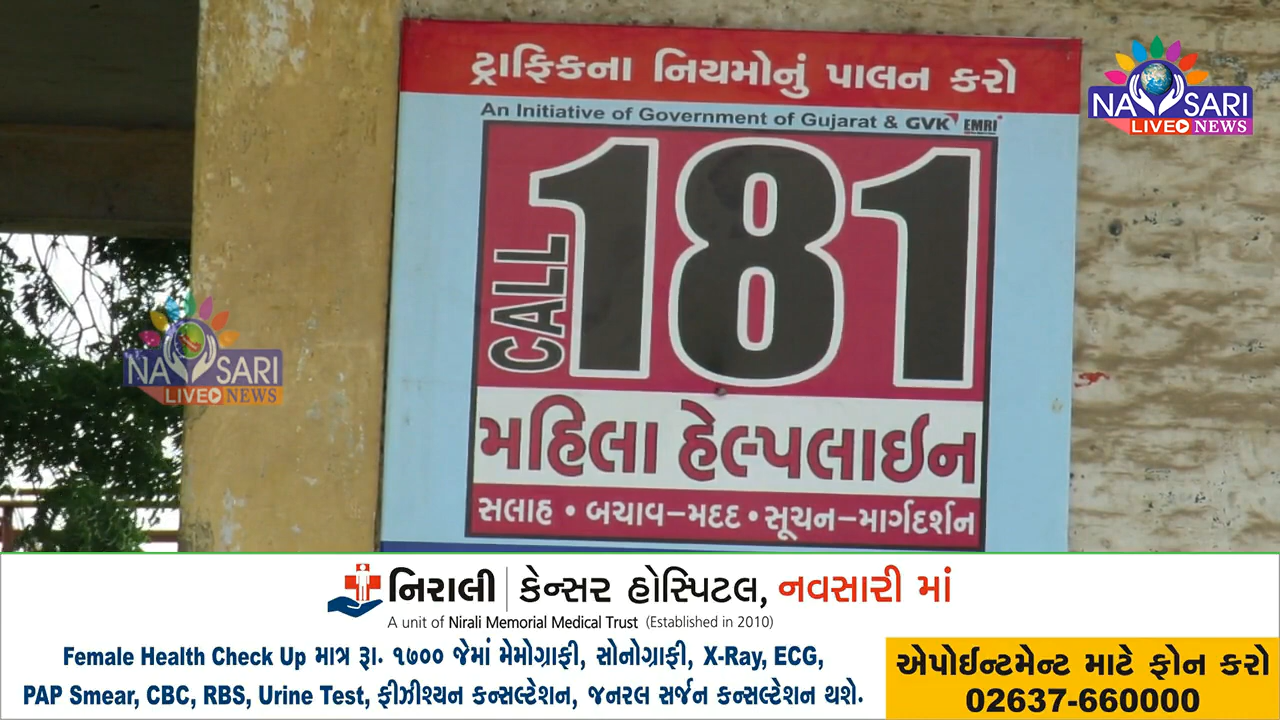 ટ્રાફિકના નિયમોનું પાલન કરો
An Initiative of Government of Gujarat & GVK EMRI
CALL 181
મહિલા હેલ્પલાઇન
સલાહ • બચાવ–મદદ • સૂચન–માર્ગદર્શન
NAVSARI
LIVE NEWS
NAVSARI
LIVE NEWS
નિરાલી | કેન્સર હોસ્પિટલ, નવસારી માં
A unit of Nirali Memorial Medical Trust (Established in 2010)
Female Health Check Up માત્ર રૂા. ૧૭૦૦ જેમાં મેમોગ્રાફી, સોનોગ્રાફી, X-Ray, ECG,
PAP Smear, CBC, RBS, Urine Test, ફીઝીશ્યન કન્સલ્ટેશન, જનરલ સર્જન કન્સલ્ટેશન થશે.
એપોઈન્ટમેન્ટ માટે ફોન કરો
02637-660000